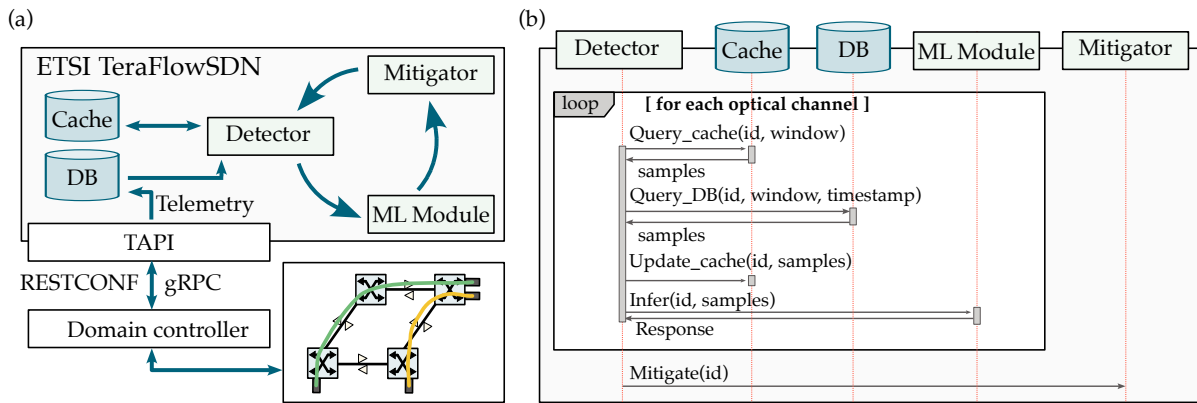 (a)
ETSI TeraFlowSDN
Mitigator
Cache
Detector
DB
Telemetry
ML Module
TAPI
RESTCONF
gRPC
Domain controller
(b)
Detector
Cache
DB
ML Module
Mitigator
loop
[ for each optical channel ]
Query_cache(id, window)
samples
Query_DB(id, window, timestamp)
samples
Update_cache(id, samples)
Infer(id, samples)
Response
Mitigate(id)